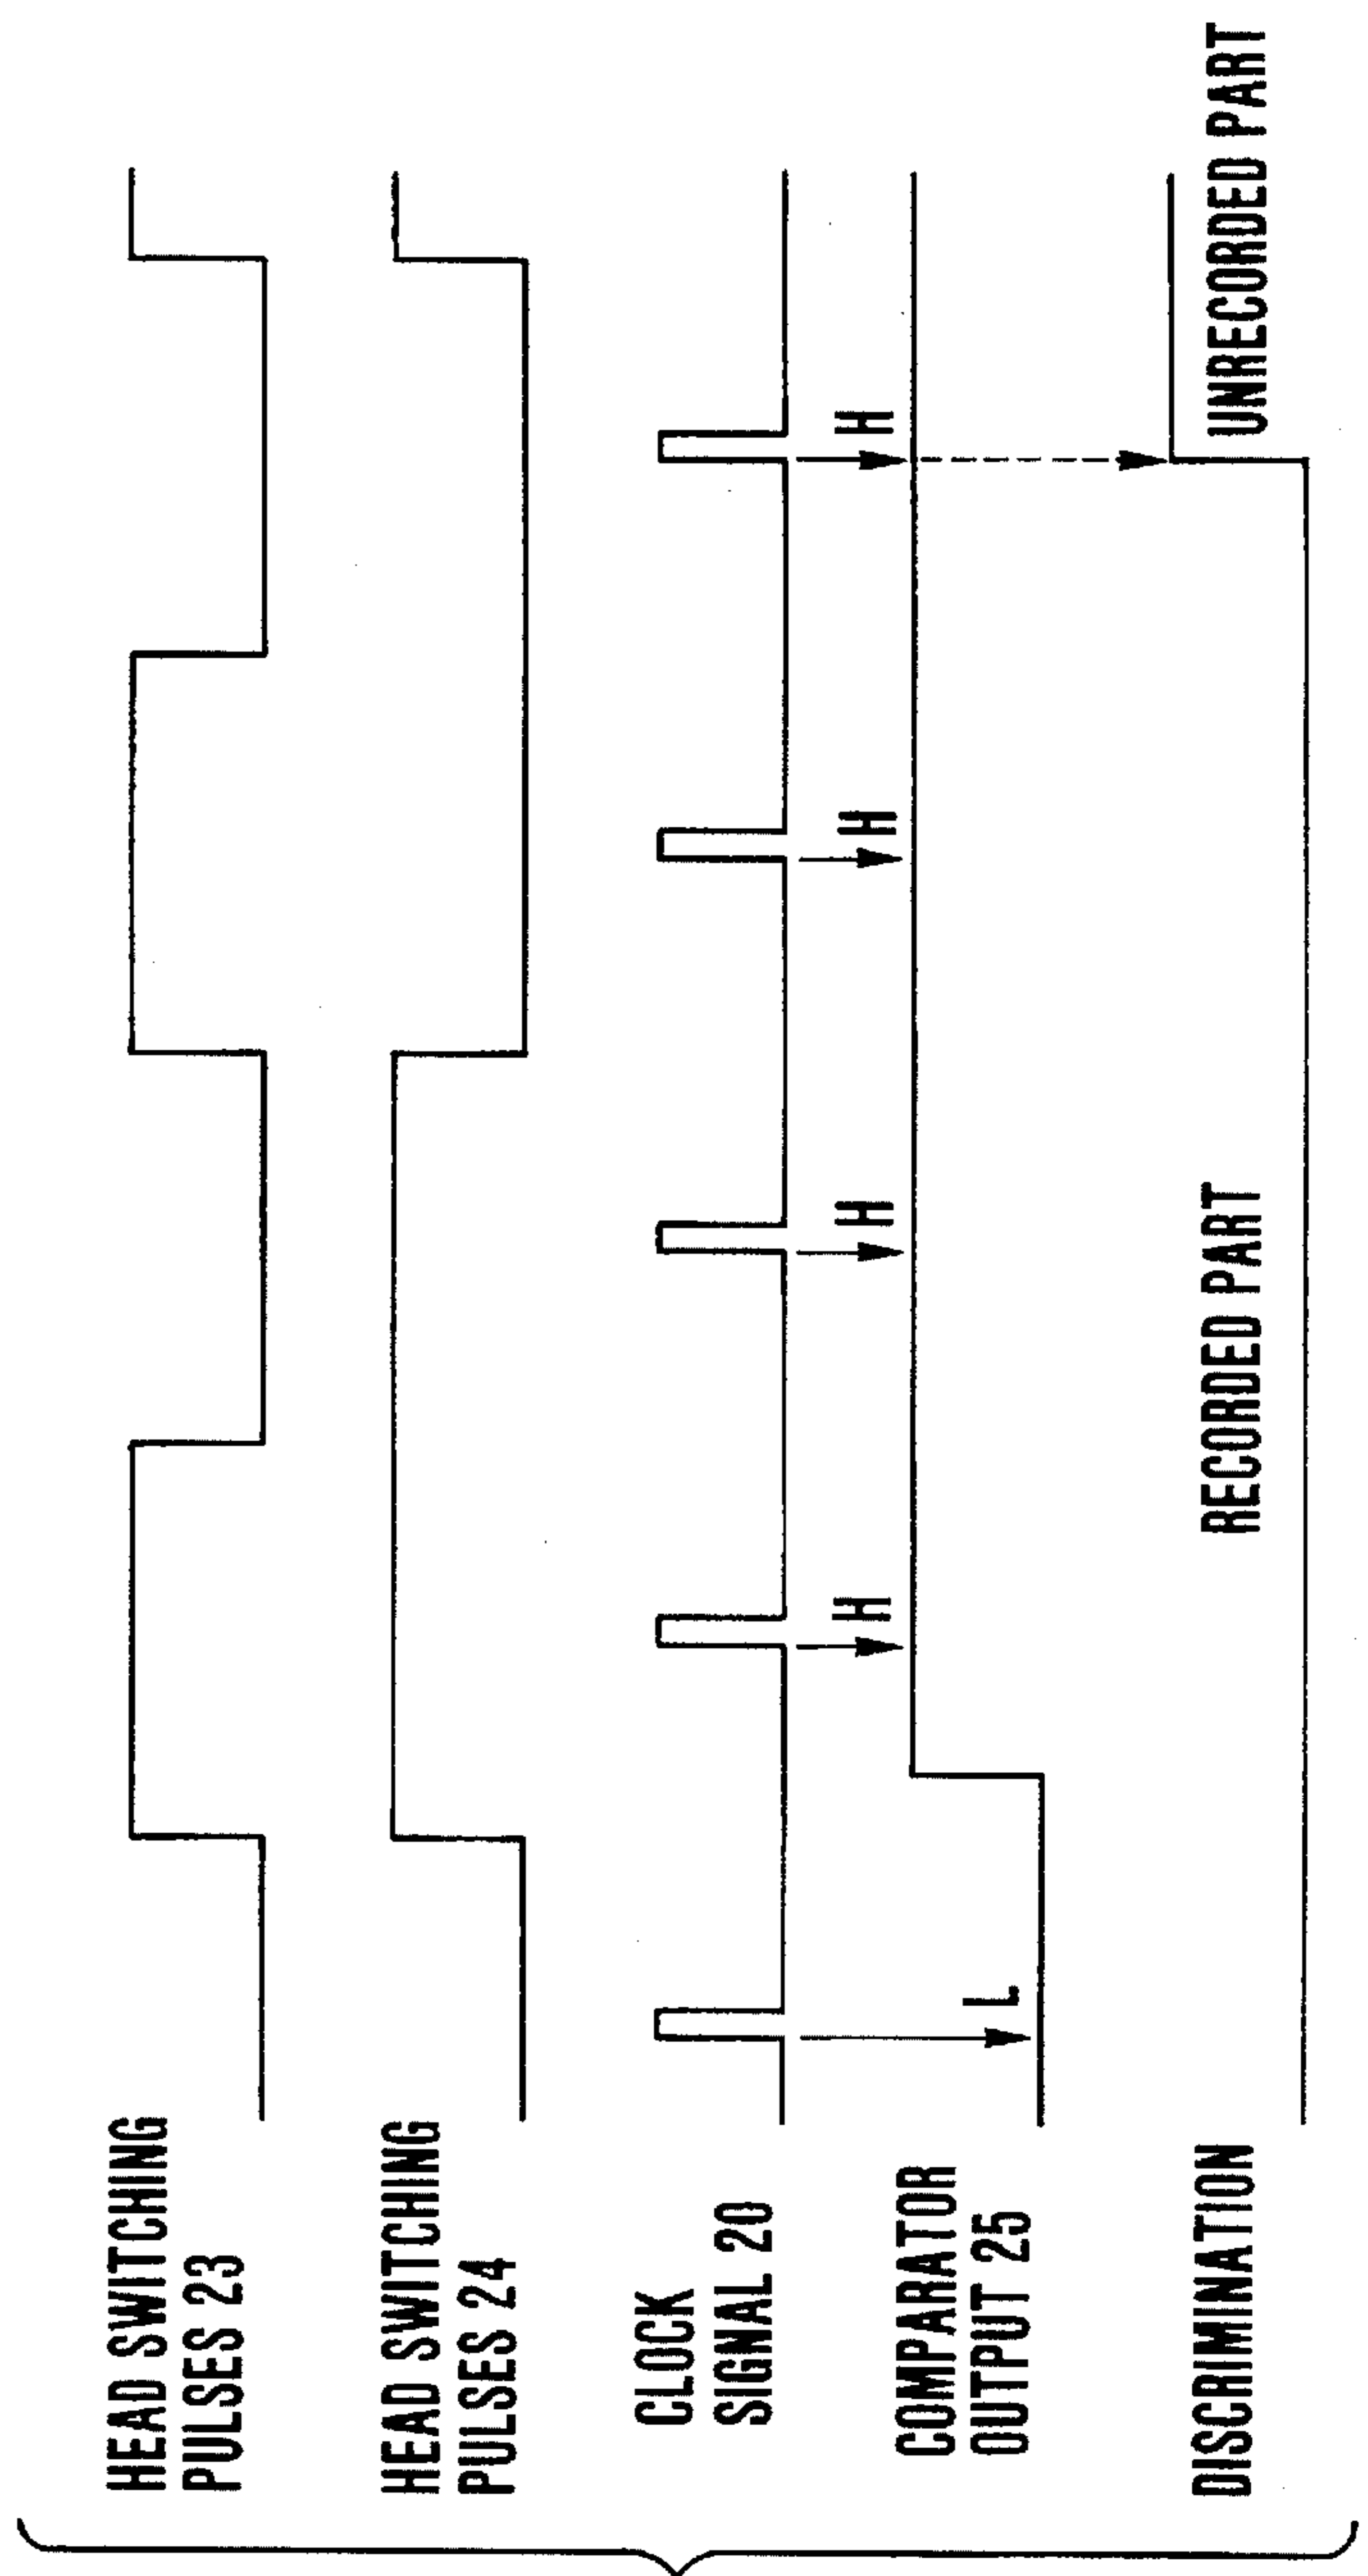 HEAD SWITCHING
PULSES 23
HEAD SWITCHING
PULSES 24
CLOCK
SIGNAL 20
L
H
H
H
H
COMPARATOR
OUTPUT 25
DISCRIMINATION
RECORDED PART
UNRECORDED PART